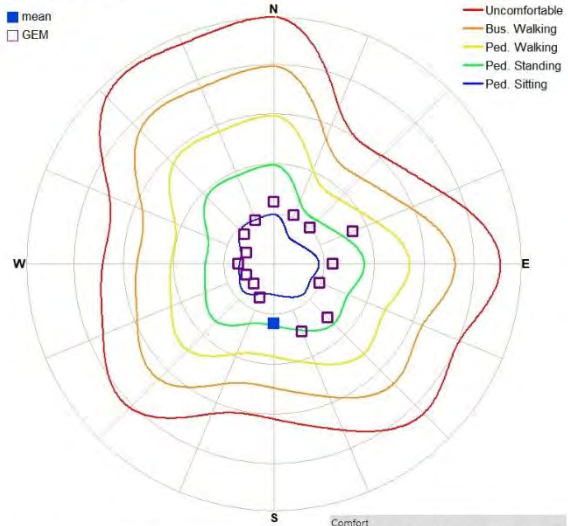 mean
GEM
N
Uncomfortable
Bus. Walking
Ped. Walking
Ped. Standing
Ped. Sitting
W
E
S
Comfort